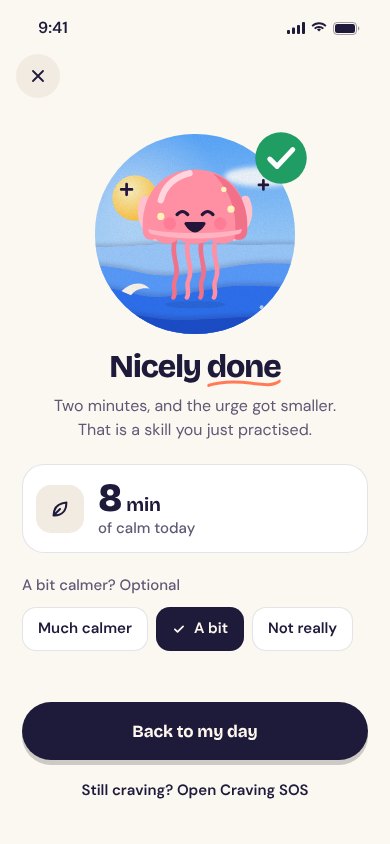 9:41
Nicely done
Two minutes, and the urge got smaller.
That is a skill you just practised.
8 min
of calm today
A bit calmer? Optional
Much calmer
A bit
Not really
Back to my day
Still craving? Open Craving SOS